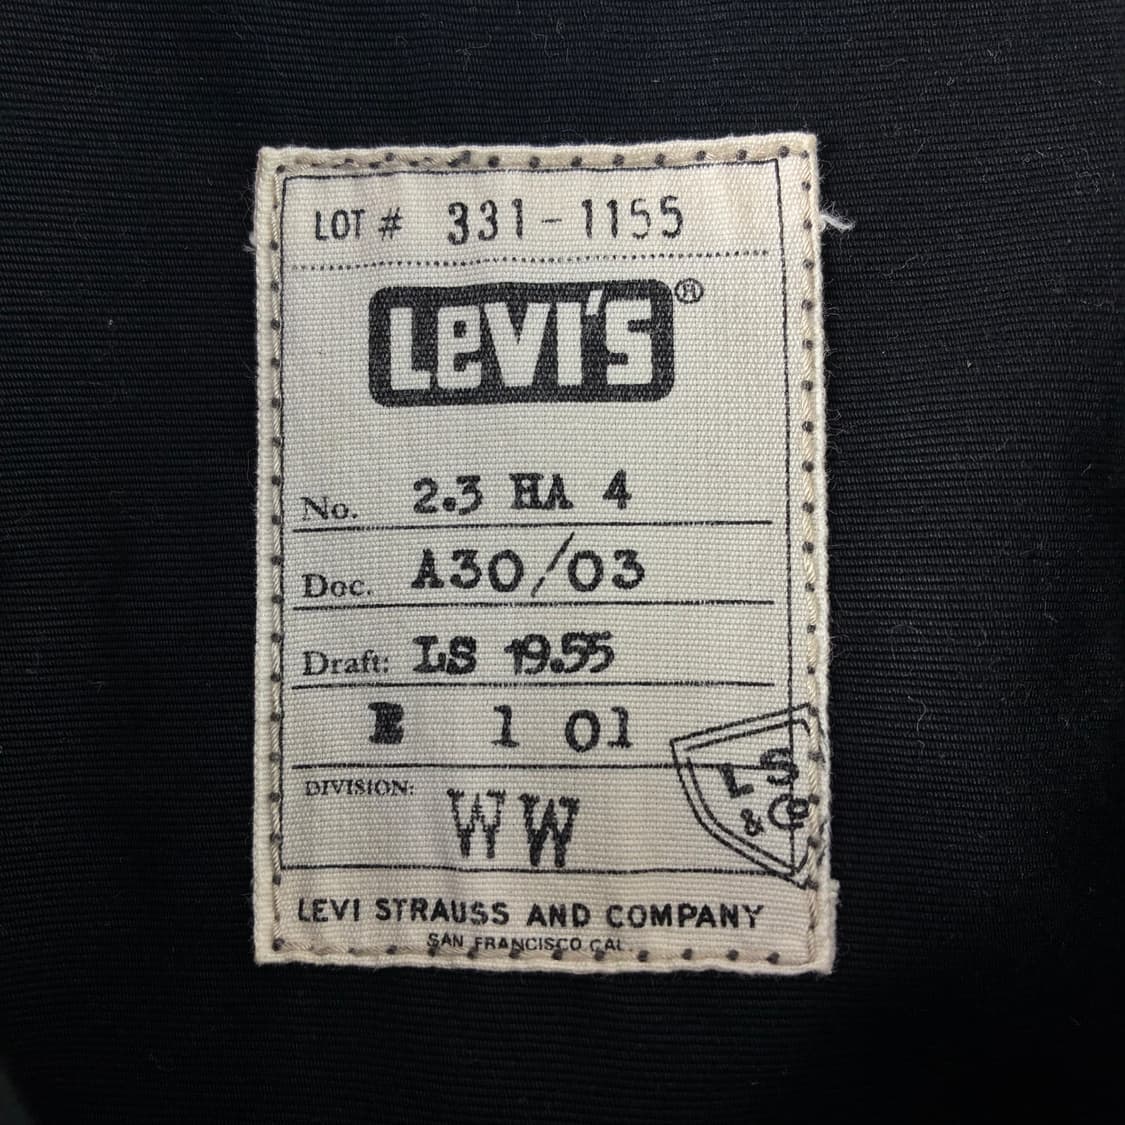 LOT # 331-1155
LEVI'S®
No. 2.3 HA 4
Doc. A30/03
Draft: LS 19.55
E 1 01
DIVISION: WW
LS
& Co
LEVI STRAUSS AND COMPANY
SAN FRANCISCO CAL.